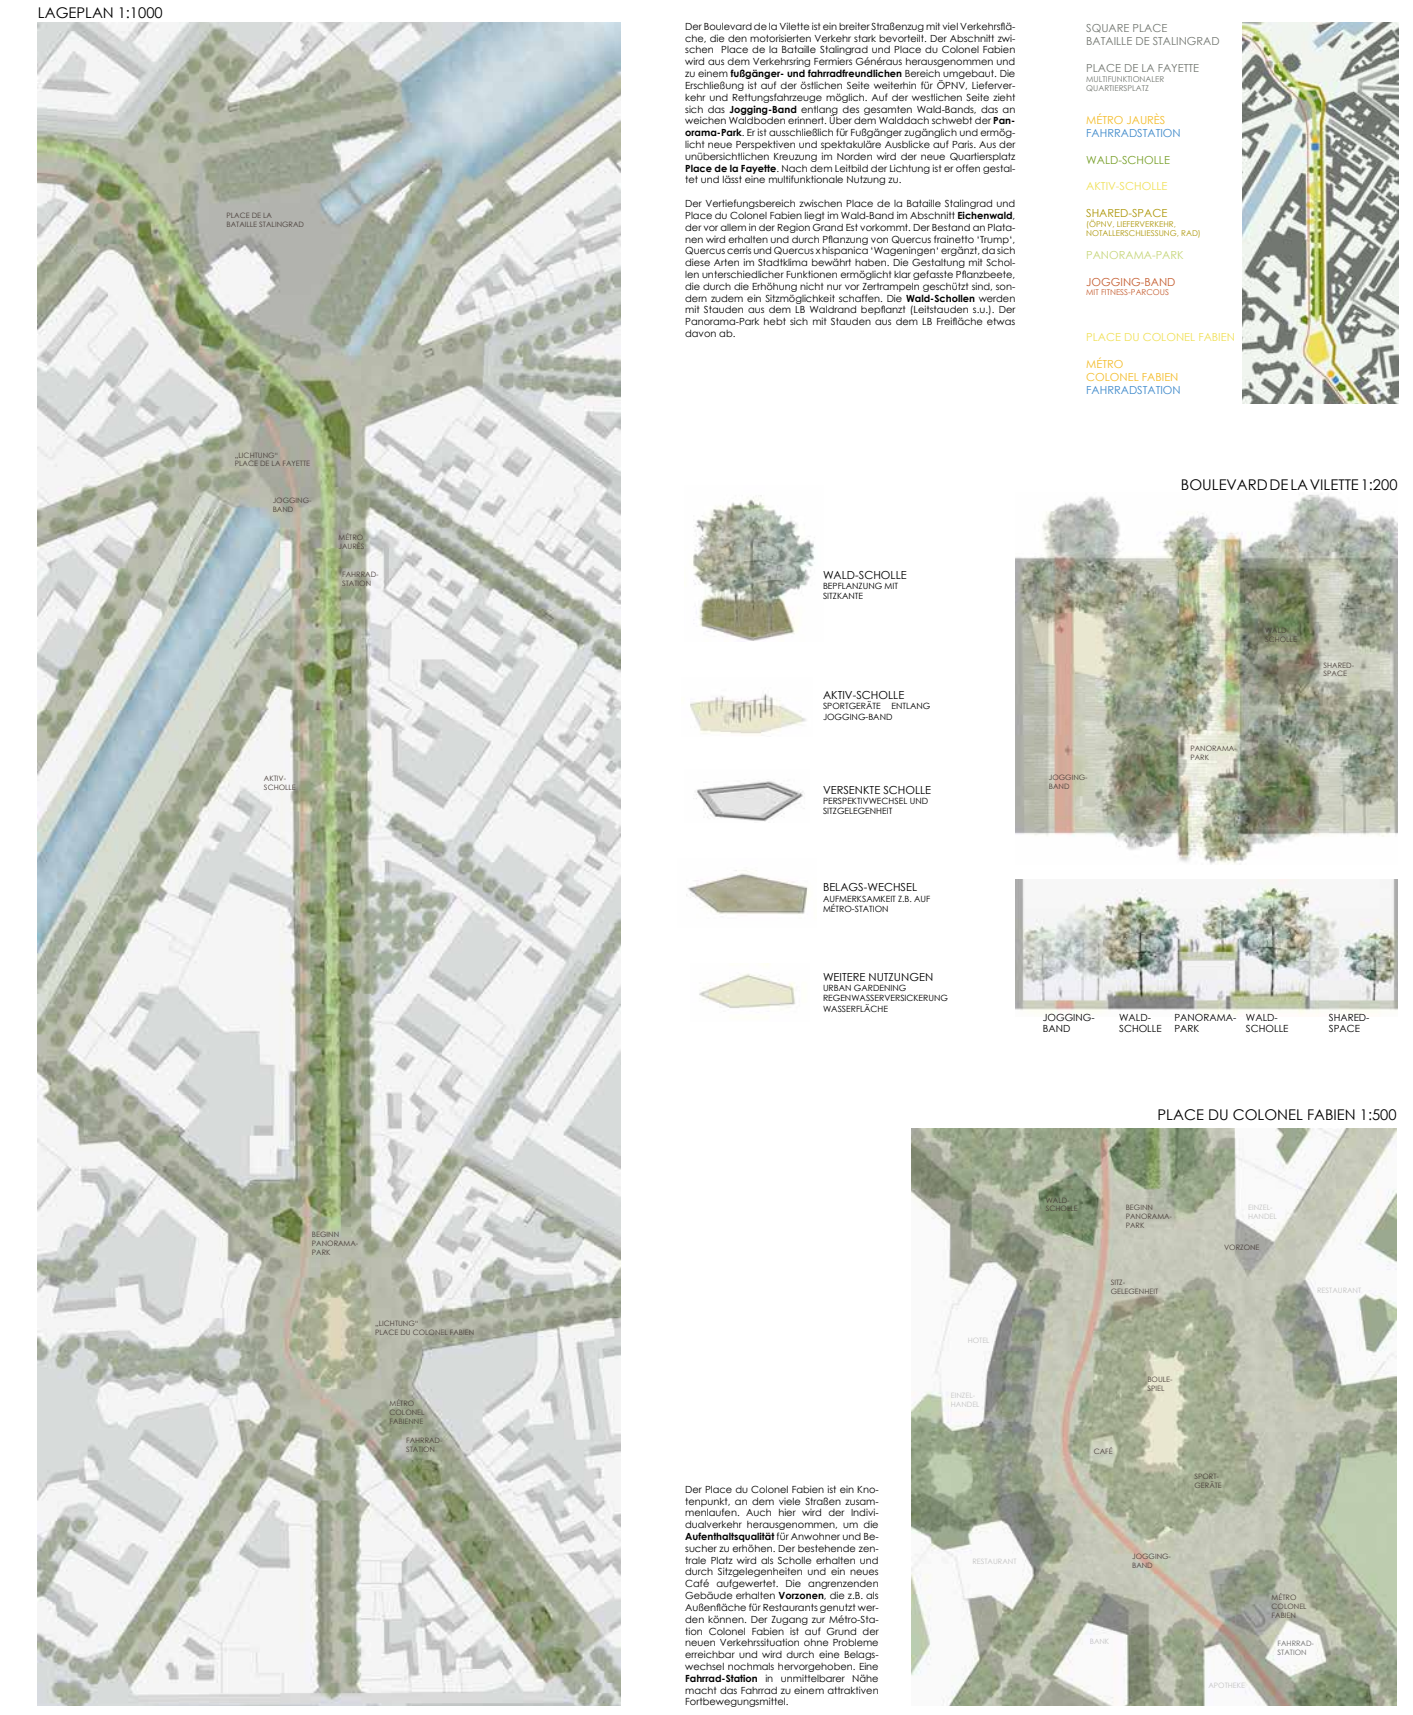 LAGEPLAN 1:1000
PLACE DE LA
BATAILLE STALINGRAD
„LICHTUNG“
PLACE DE LA FAYETTE
JOGGING-
BAND
MÉTRO
JAURÈS
FAHRRAD-
STATION
AKTIV-
SCHOLLE
BEGINN
PANORAMA-
PARK
„LICHTUNG“
PLACE DU COLONEL FABIEN
MÉTRO
COLONEL
FABIENNE
FAHRRAD-
STATION
Der Boulevard de la Vilette ist ein breiter Straßenzug mit viel Verkehrsflä-
che, die den motorisierten Verkehr stark bevorteilt. Der Abschnitt zwi-
schen Place de la Bataille Stalingrad und Place du Colonel Fabien
wird aus dem Verkehrsring Fermiers Généraus herausgenommen und
zu einem fußgänger- und fahrradfreundlichen Bereich umgebaut. Die
Erschließung ist auf der östlichen Seite weiterhin für ÖPNV, Lieferver-
kehr und Rettungsfahrzeuge möglich. Auf der westlichen Seite zieht
sich das Jogging-Band entlang des gesamten Wald-Bands, das an
weichen Waldboden erinnert. Über dem Walddach schwebt der Pan-
orama-Park. Er ist ausschließlich für Fußgänger zugänglich und ermög-
licht neue Perspektiven und spektakuläre Ausblicke auf Paris. Aus der
unübersichtlichen Kreuzung im Norden wird der neue Quartiersplatz
Place de la Fayette. Nach dem Leitbild der Lichtung ist er offen gestal-
tet und lässt eine multifunktionale Nutzung zu.
Der Vertiefungsbereich zwischen Place de la Bataille Stalingrad und
Place du Colonel Fabien liegt im Wald-Band im Abschnitt Eichenwald,
der vor allem in der Region Grand Est vorkommt. Der Bestand an Plata-
nen wird erhalten und durch Pflanzung von Quercus frainetto 'Trump',
Quercus cerris und Quercus x hispanica 'Wageningen' ergänzt, da sich
diese Arten im Stadtklima bewährt haben. Die Gestaltung mit Schol-
len unterschiedlicher Funktionen ermöglicht klar gefasste Pflanzbeete,
die durch die Erhöhung nicht nur vor Zertrampeln geschützt sind, son-
dern zudem ein Sitzmöglichkeit schaffen. Die Wald-Schollen werden
mit Stauden aus dem LB Waldrand bepflanzt (Leitstauden s.u.). Der
Panorama-Park hebt sich mit Stauden aus dem LB Freifläche etwas
davon ab.
SQUARE PLACE
BATAILLE DE STALINGRAD
PLACE DE LA FAYETTE
MULTIFUNKTIONALER
QUARTIERSPLATZ
MÉTRO JAURÈS
FAHRRADSTATION
WALD-SCHOLLE
AKTIV-SCHOLLE
SHARED-SPACE
(ÖPNV, LIEFERVERKEHR,
NOTALLERSCHLIESSUNG, RAD)
PANORAMA-PARK
JOGGING-BAND
MIT FITNESS-PARCOUS
PLACE DU COLONEL FABIEN
MÉTRO
COLONEL FABIEN
FAHRRADSTATION
WALD-SCHOLLE
BEPFLANZUNG MIT
SITZKANTE
AKTIV-SCHOLLE
SPORTGERÄTE ENTLANG
JOGGING-BAND
VERSENKTE SCHOLLE
PERSPEKTIVWECHSEL UND
SITZGELEGENHEIT
BELAGS-WECHSEL
AUFMERKSAMKEIT Z.B. AUF
MÉTRO-STATION
WEITERE NUTZUNGEN
URBAN GARDENING
REGENWASSERVERSICKERUNG
WASSERFLÄCHE
BOULEVARD DE LA VILETTE 1:200
WALD-
SCHOLLE
SHARED-
SPACE
PANORAMA-
PARK
JOGGING-
BAND
JOGGING-
BAND
WALD-
SCHOLLE
PANORAMA-
PARK
WALD-
SCHOLLE
SHARED-
SPACE
PLACE DU COLONEL FABIEN 1:500
WALD-
SCHOLLE
BEGINN
PANORAMA-
PARK
EINZEL-
HANDEL
VORZONE
SITZ-
GELEGENHEIT
RESTAURANT
HOTEL
BOULE-
SPIEL
EINZEL-
HANDEL
CAFÉ
SPORT-
GERÄTE
RESTAURANT
JOGGING-
BAND
MÉTRO
COLONEL
FABIEN
BANK
FAHRRAD-
STATION
APOTHEKE
Der Place du Colonel Fabien ist ein Kno-
tenpunkt, an dem viele Straßen zusam-
menlaufen. Auch hier wird der Indivi-
dualverkehr herausgenommen, um die
Aufenthaltsqualität für Anwohner und Be-
sucher zu erhöhen. Der bestehende zen-
trale Platz wird als Scholle erhalten und
durch Sitzgelegenheiten und ein neues
Café aufgewertet. Die angrenzenden
Gebäude erhalten Vorzonen, die z.B. als
Außenfläche für Restaurants genutzt wer-
den können. Der Zugang zur Métro-Sta-
tion Colonel Fabien ist auf Grund der
neuen Verkehrssituation ohne Probleme
erreichbar und wird durch eine Belags-
wechsel nochmals hervorgehoben. Eine
Fahrrad-Station in unmittelbarer Nähe
macht das Fahrrad zu einem attraktiven
Fortbewegungsmittel.